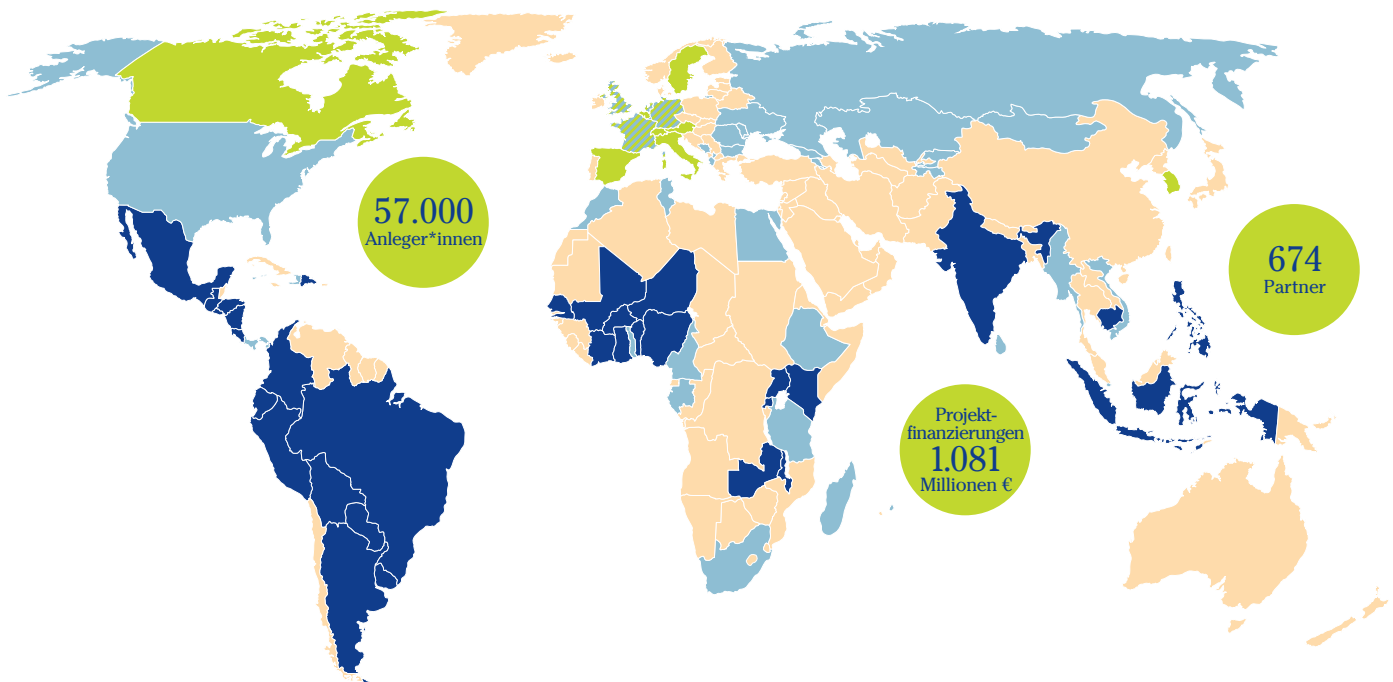 57.000
Anleger*innen
674
Partner
Projekt-
finanzierungen
1.081
Millionen €